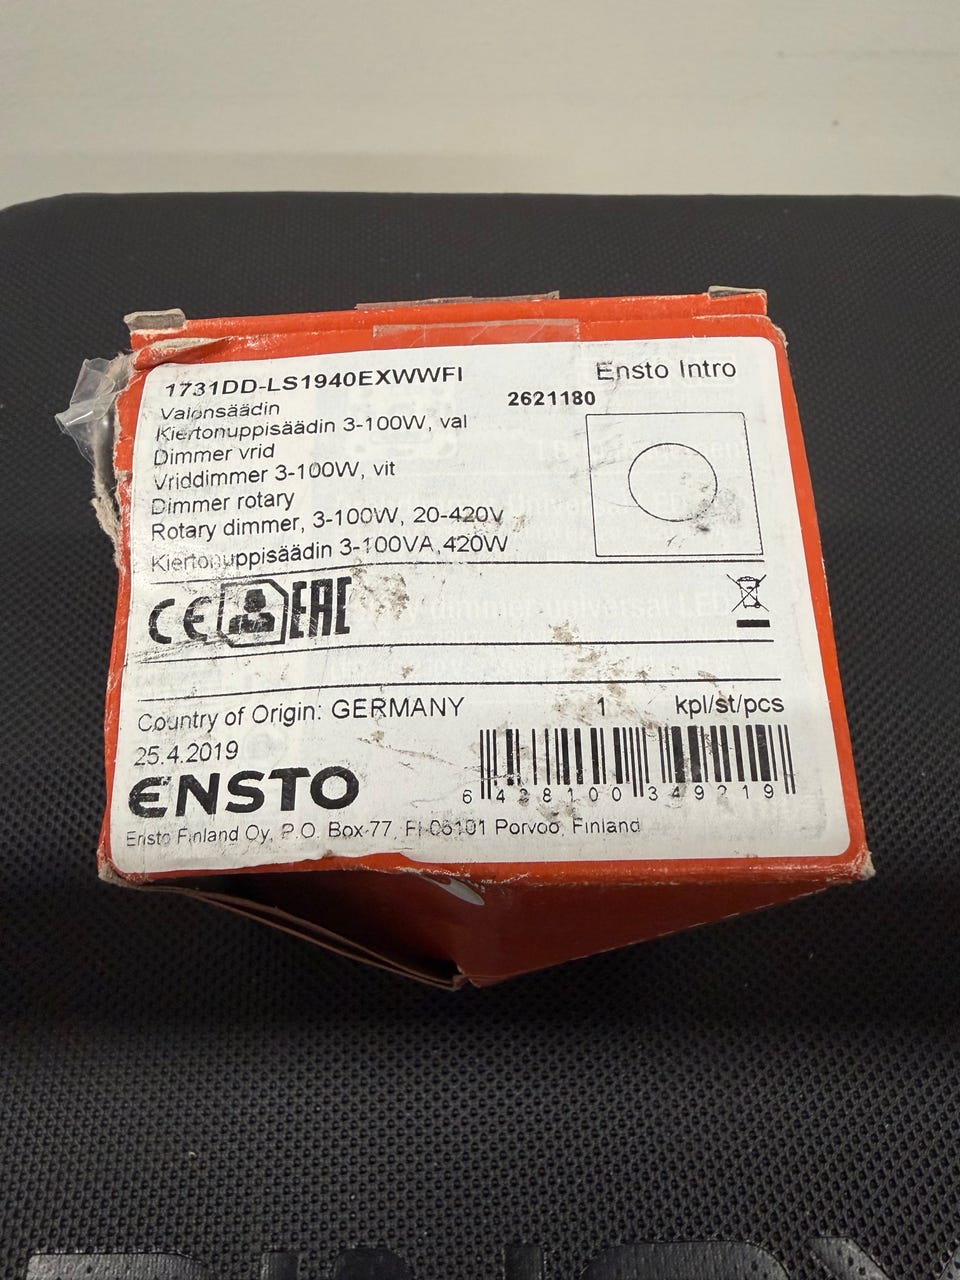 1731DD-LS1940EXWWFI
Ensto Intro
2621180
Valonsäädin
Kiertonuppisäädin 3-100W, val
Dimmer vrid
Vriddimmer 3-100W, vit
Dimmer rotary
Rotary dimmer, 3-100W, 20-420W
Kiertonuppisäädin 3-100VA,420W
CE EAC
Country of Origin: GERMANY
1 kpl/st/pcs
25.4.2019
6 438100 349219
ENSTO
Ensto Finland Oy, P.O. Box 77, FI-06101 Porvoo, Finland